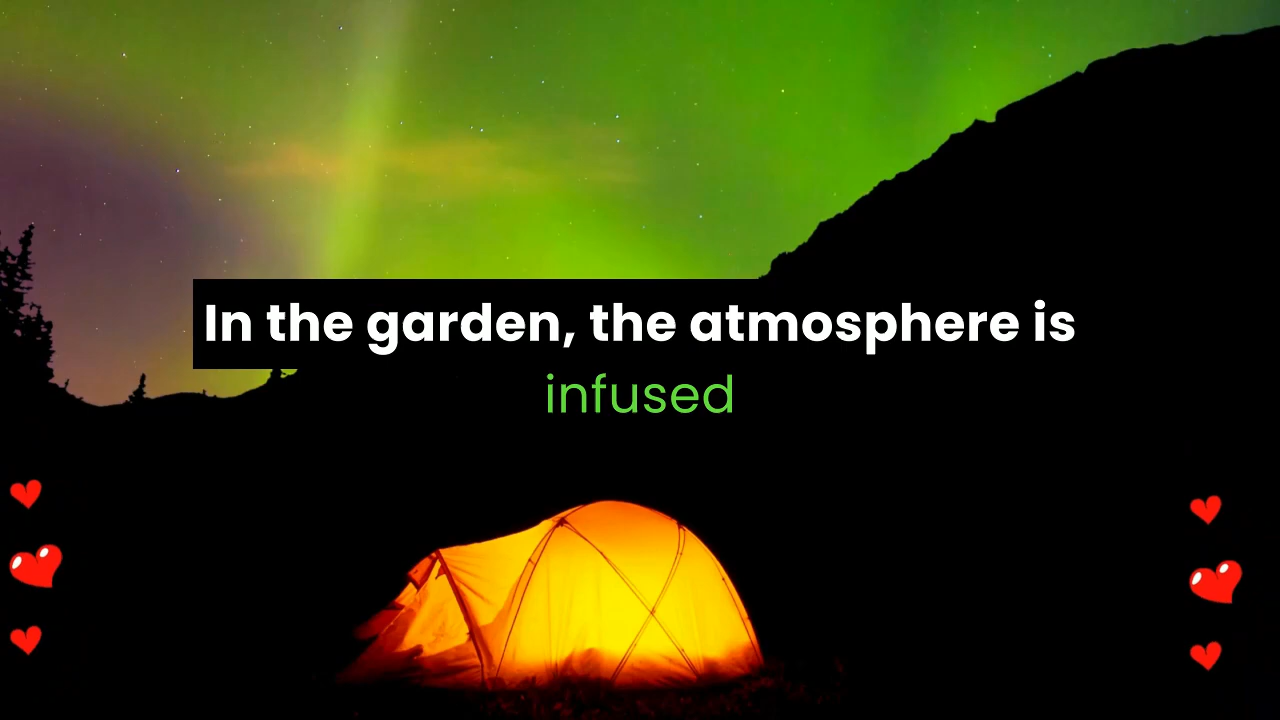 In the garden, the atmosphere is
infused